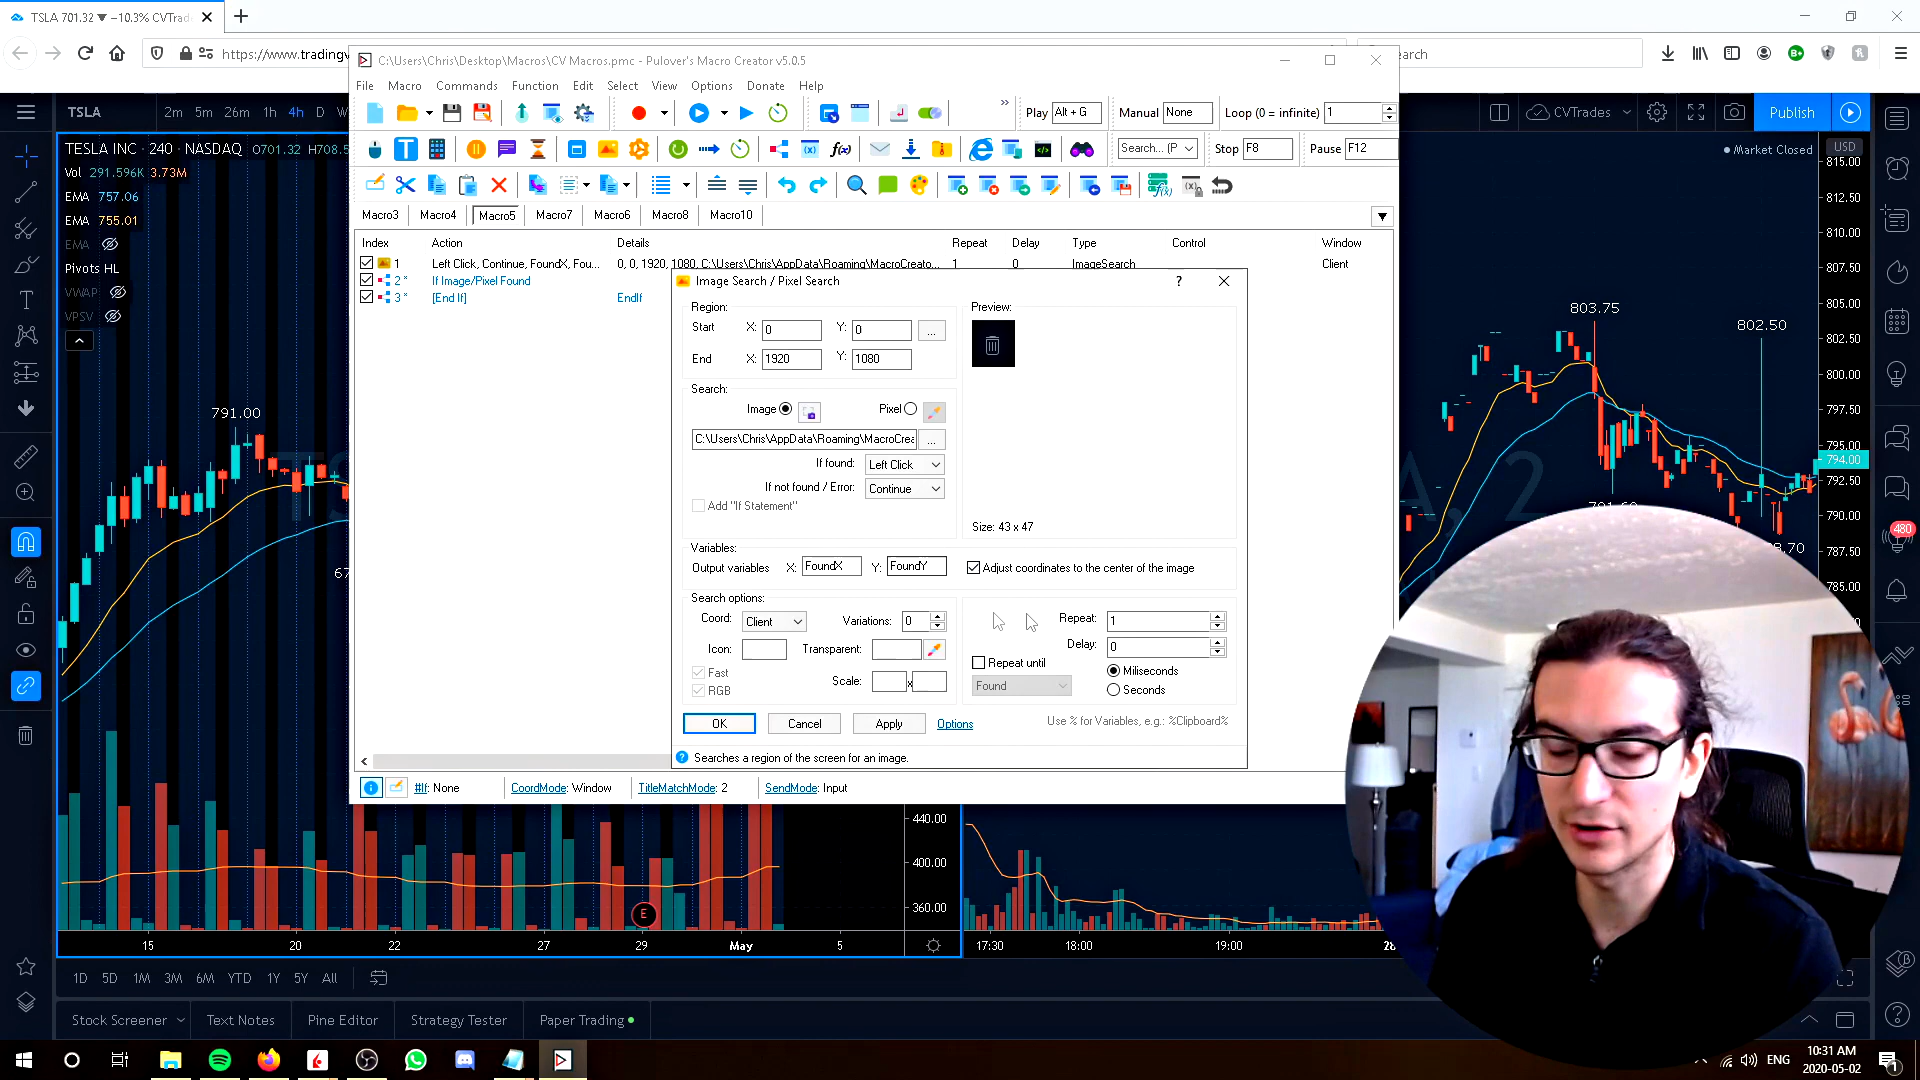 TSLA 701.32 ▼ −10.3% CVTrad
https://www.tradingv
earch
C:\Users\Chris\Desktop\Macros\CV Macros.pmc - Pulover's Macro Creator v5.0.5
File Macro Commands Function Edit Select View Options Donate Help
Play Alt + G Manual None Loop (0 = infinite) 1
Search... (P Stop F8 Pause F12
Macro3 Macro4 Macro5 Macro7 Macro6 Macro8 Macro10
Index Action Details Repeat Delay Type Control Window
1 Left Click, Continue, FoundX, Fou... 0, 0, 1920, 1080, C:\Users\Chris\AppData\Roaming\MacroCreato... 1 0 ImageSearch Client
2 * If Image/Pixel Found
3 * [End If] EndIf
Image Search / Pixel Search
Region:
Start X: 0 Y: 0 ...
End X: 1920 Y: 1080
Preview:
Search:
Image Pixel
C:\Users\Chris\AppData\Roaming\MacroCrea ...
If found: Left Click
If not found / Error: Continue
Add "If Statement"
Size: 43 x 47
Variables:
Output variables X: FoundX Y: FoundY Adjust coordinates to the center of the image
Search options:
Coord: Client Variations: 0
Icon: Transparent:
Fast
RGB
Scale: x
Repeat: 1
Delay: 0
Repeat until
Found
Miliseconds
Seconds
OK Cancel Apply Options
Use % for Variables, e.g.: %Clipboard%
Searches a region of the screen for an image.
#If: None CoordMode: Window TitleMatchMode: 2 SendMode: Input
TSLA 2m 5m 26m 1h 4h D W
CVTrades Publish
TESLA INC · 240 · NASDAQ O701.32 H708.5
Vol 291.596K 3.73M
EMA 757.06
EMA 755.01
EMA
Pivots HL
VWAP
VPSV
791.00
Market Closed
USD
815.00
812.50
810.00
807.50
805.00
802.50
800.00
797.50
795.00
794.00
792.50
790.00
787.50
785.00
803.75
802.50
440.00
400.00
360.00
E
15 20 22 27 29 May 5
17:30 18:00 19:00
480
1D 5D 1M 3M 6M YTD 1Y 5Y All
Stock Screener Text Notes Pine Editor Strategy Tester Paper Trading
ENG
10:31 AM
2020-05-02
1